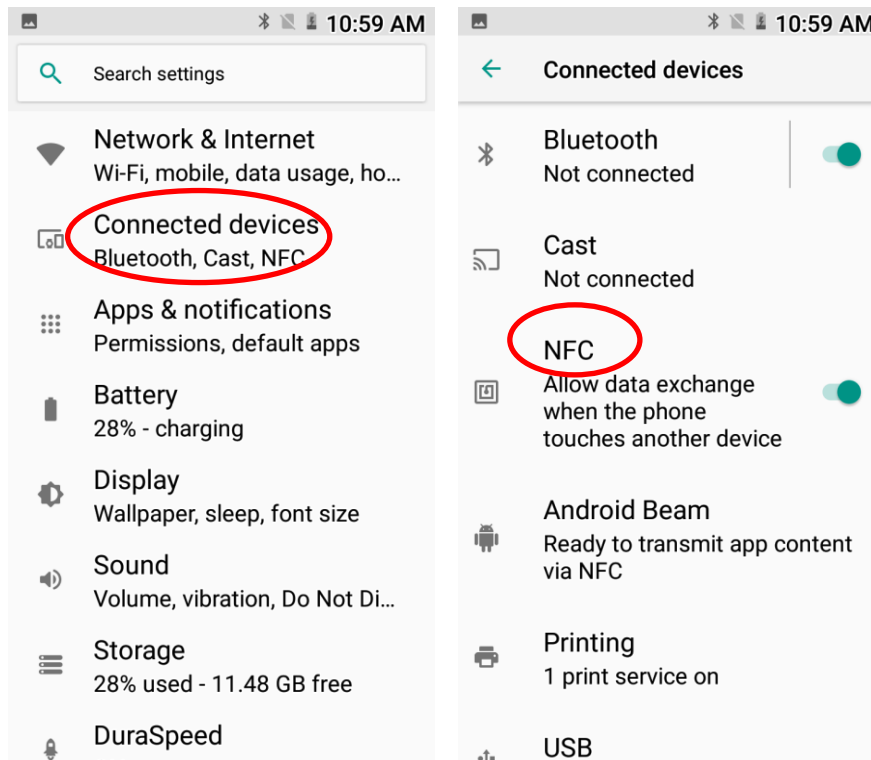 10:59 AM
Search settings
Network & Internet
Wi-Fi, mobile, data usage, ho...
Connected devices
Bluetooth, Cast, NFC
Apps & notifications
Permissions, default apps
Battery
28% - charging
Display
Wallpaper, sleep, font size
Sound
Volume, vibration, Do Not Di...
Storage
28% used - 11.48 GB free
DuraSpeed
10:59 AM
Connected devices
Bluetooth
Not connected
Cast
Not connected
NFC
Allow data exchange
when the phone
touches another device
Android Beam
Ready to transmit app content
via NFC
Printing
1 print service on
USB